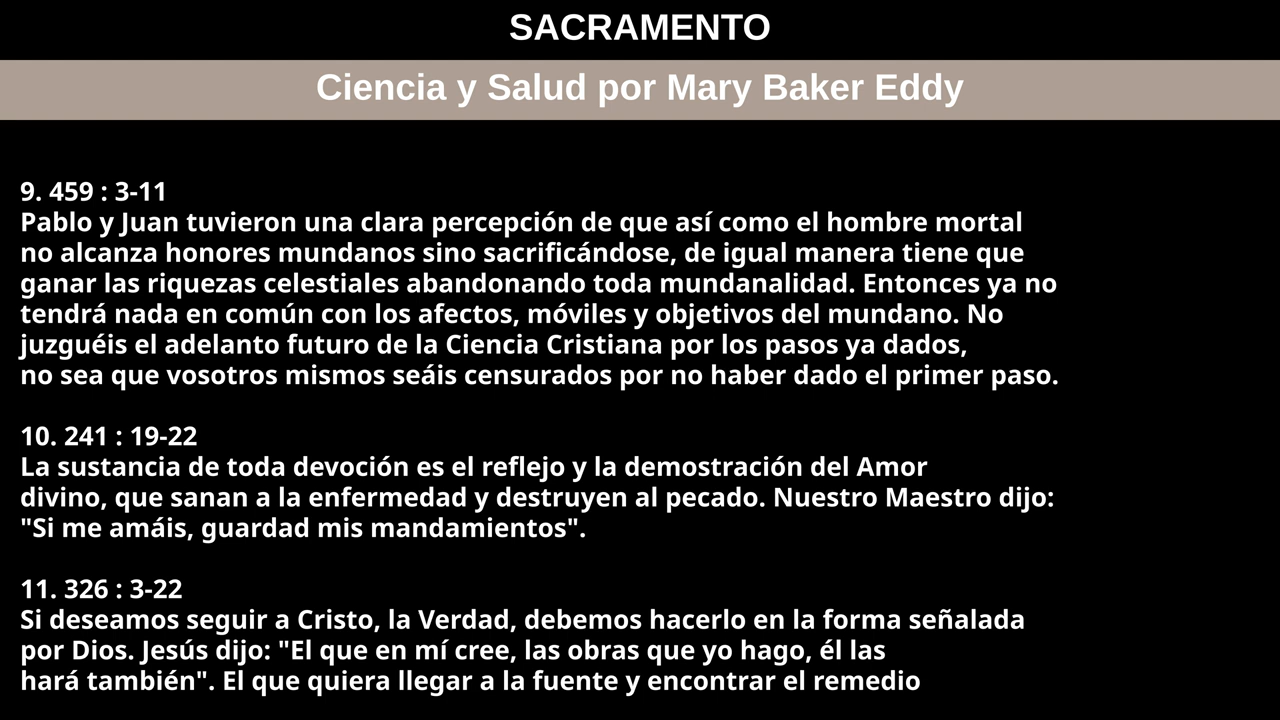 SACRAMENTO
Ciencia y Salud por Mary Baker Eddy
9. 459 : 3-11
Pablo y Juan tuvieron una clara percepción de que así como el hombre mortal
no alcanza honores mundanos sino sacrificándose, de igual manera tiene que
ganar las riquezas celestiales abandonando toda mundanalidad. Entonces ya no
tendrá nada en común con los afectos, móviles y objetivos del mundano. No
juzguéis el adelanto futuro de la Ciencia Cristiana por los pasos ya dados,
no sea que vosotros mismos seáis censurados por no haber dado el primer paso.
10. 241 : 19-22
La sustancia de toda devoción es el reflejo y la demostración del Amor
divino, que sanan a la enfermedad y destruyen al pecado. Nuestro Maestro dijo:
"Si me amáis, guardad mis mandamientos".
11. 326 : 3-22
Si deseamos seguir a Cristo, la Verdad, debemos hacerlo en la forma señalada
por Dios. Jesús dijo: "El que en mí cree, las obras que yo hago, él las
hará también". El que quiera llegar a la fuente y encontrar el remedio